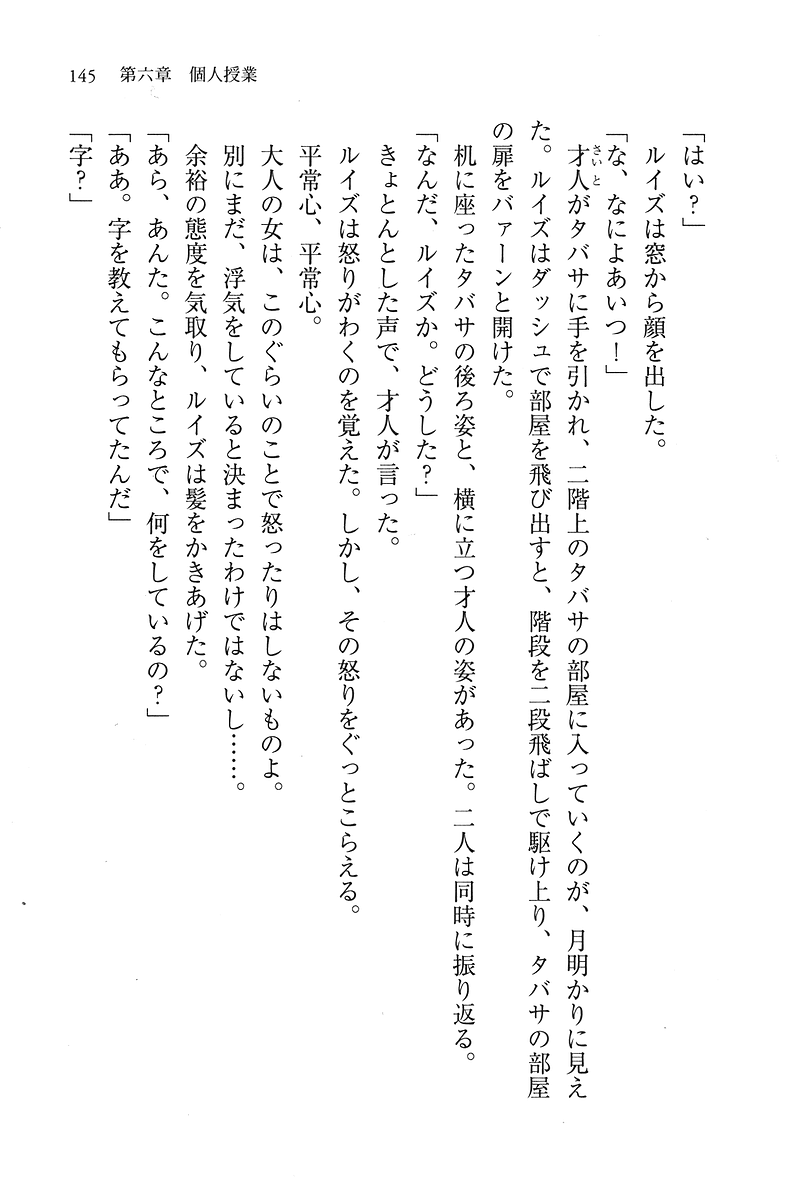 145　第六章　個人授業
「はい？」
　ルイズは窓から顔を出した。
「な、なによあいつ！」
　才人がタバサに手を引かれ、二階上のタバサの部屋に入っていくのが、月明かりに見え
さいと
た。ルイズはダッシュで部屋を飛び出すと、階段を二段飛ばしで駆け上り、タバサの部屋
の扉をバァーンと開けた。
　机に座ったタバサの後ろ姿と、横に立つ才人の姿があった。二人は同時に振り返る。
「なんだ、ルイズか。どうした？」
　きょとんとした声で、才人が言った。
　ルイズは怒りがわくのを覚えた。しかし、その怒りをぐっとこらえる。
　平常心、平常心。
　大人の女は、このぐらいのことで怒ったりはしないものよ。
　別にまだ、浮気をしていると決まったわけではないし……。
　余裕の態度を気取り、ルイズは髪をかきあげた。
「あら、あんた。こんなところで、何をしているの？」
「ああ。字を教えてもらってたんだ」
「字？」